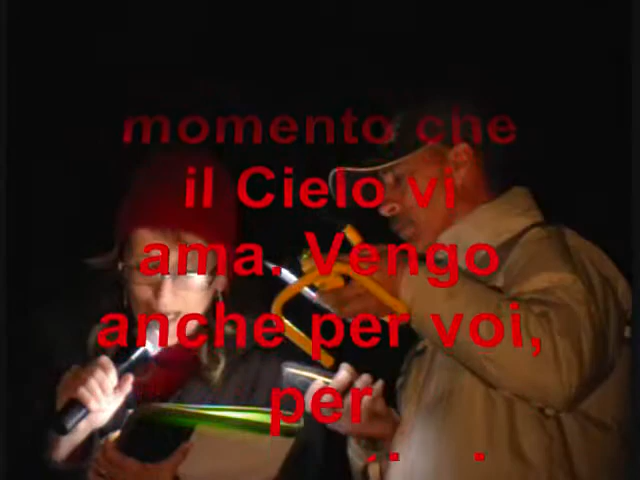 momento che
il Cielo vi
ama. Vengo
anche per voi,
per